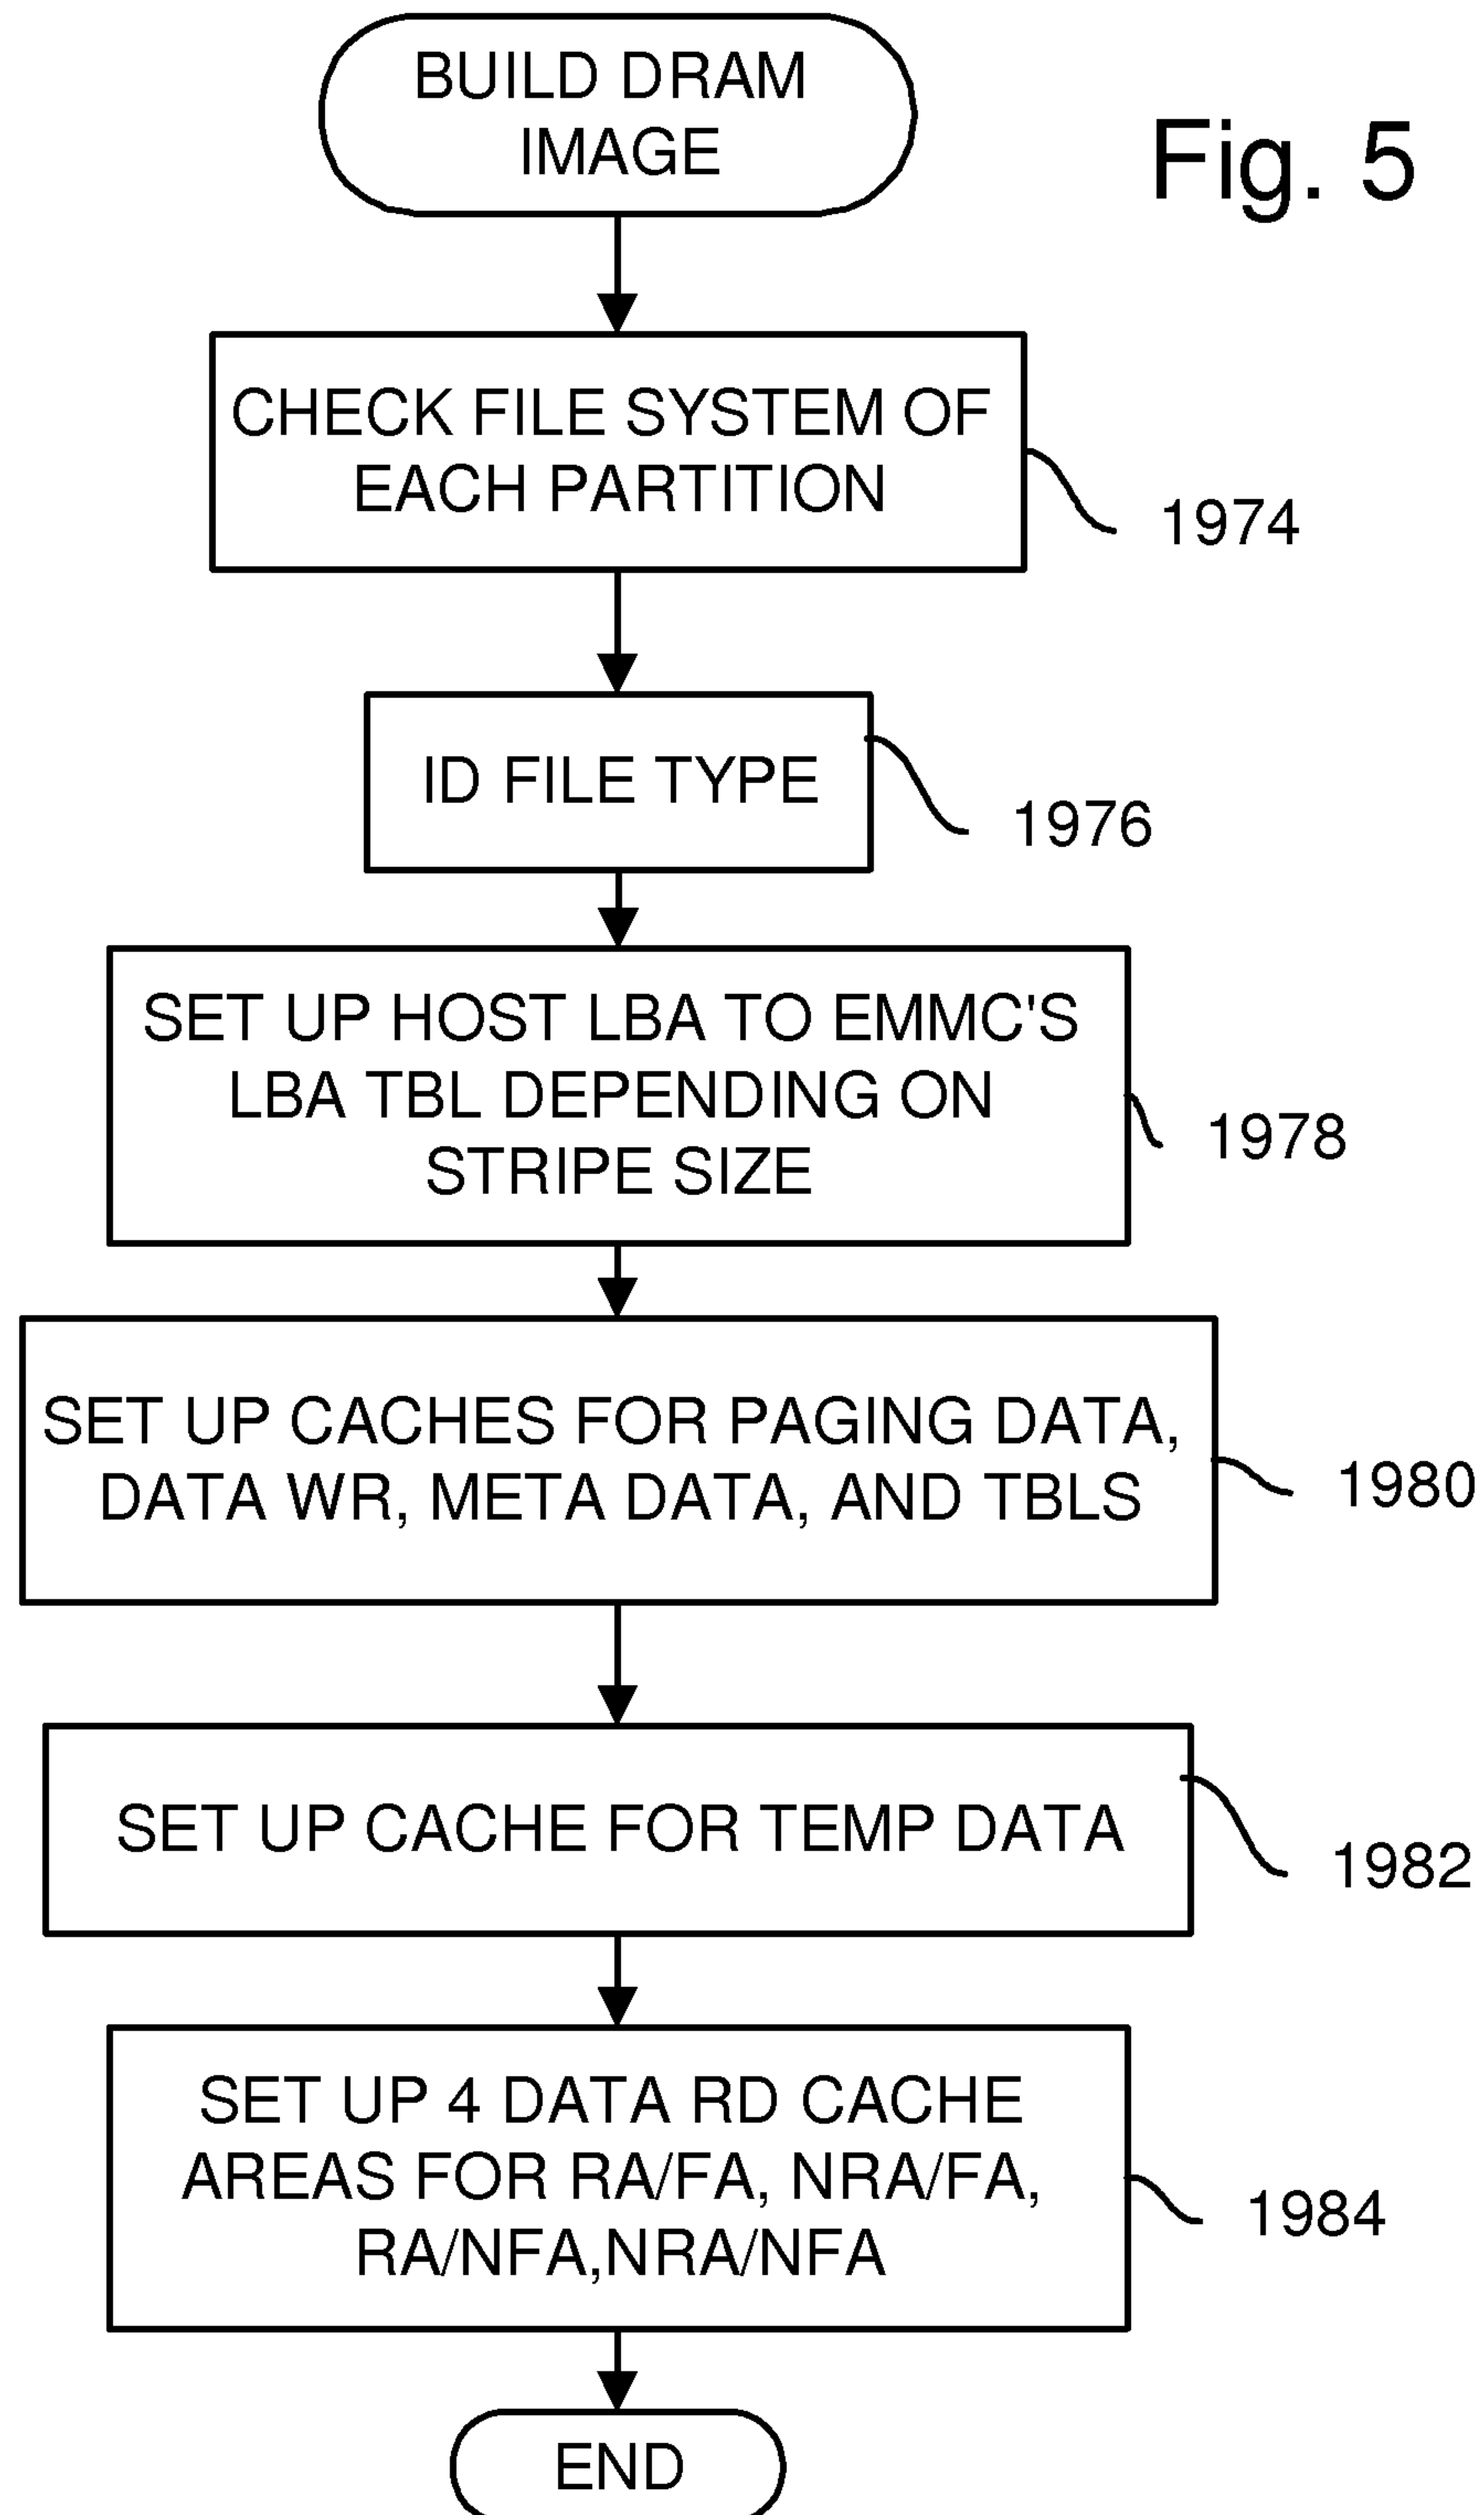 BUILD DRAM
IMAGE
Fig. 5
CHECK FILE SYSTEM OF
EACH PARTITION
1974
ID FILE TYPE
1976
SET UP HOST LBA TO EMMC'S
LBA TBL DEPENDING ON
STRIPE SIZE
1978
SET UP CACHES FOR PAGING DATA,
DATA WR, META DATA, AND TBLS
1980
SET UP CACHE FOR TEMP DATA
1982
SET UP 4 DATA RD CACHE
AREAS FOR RA/FA, NRA/FA,
RA/NFA,NRA/NFA
1984
END